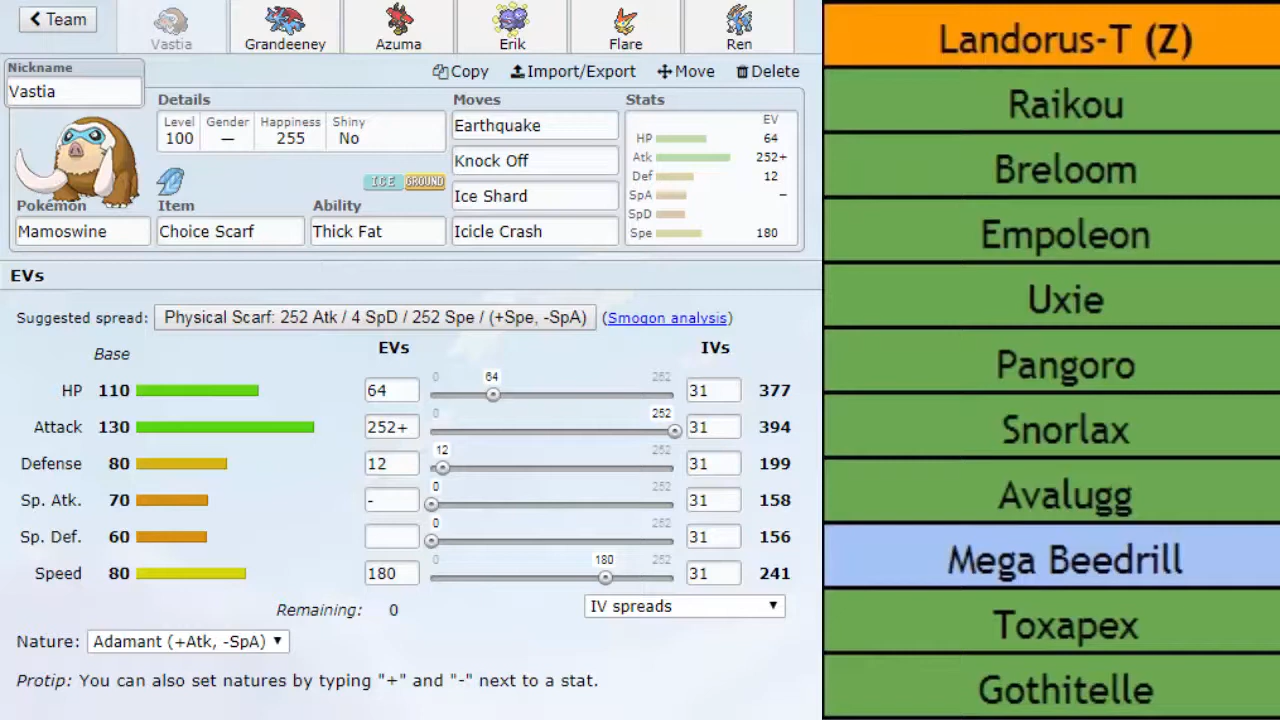 Team
Vastia
Grandeeney
Azuma
Erik
Flare
Ren
Nickname
Vastia
Copy
Import/Export
Move
Delete
Details
Level
100
Gender
—
Happiness
255
Shiny
No
ICE GROUND
Pokémon
Mamoswine
Item
Choice Scarf
Ability
Thick Fat
Moves
Earthquake
Knock Off
Ice Shard
Icicle Crash
Stats
EV
HP 64
Atk 252+
Def 12
SpA –
SpD
Spe 180
EVs
Suggested spread: Physical Scarf: 252 Atk / 4 SpD / 252 Spe / (+Spe, -SpA) (Smogon analysis)
Base EVs IVs
HP 110 64 0 64 252 31 377
Attack 130 252+ 0 252 31 394
Defense 80 12 12 252 31 199
Sp. Atk. 70 - 0 252 31 158
Sp. Def. 60 0 252 31 156
Speed 80 180 0 180 252 31 241
Remaining: 0
IV spreads
Nature: Adamant (+Atk, -SpA)
Protip: You can also set natures by typing "+" and "-" next to a stat.
Landorus-T (Z)
Raikou
Breloom
Empoleon
Uxie
Pangoro
Snorlax
Avalugg
Mega Beedrill
Toxapex
Gothitelle